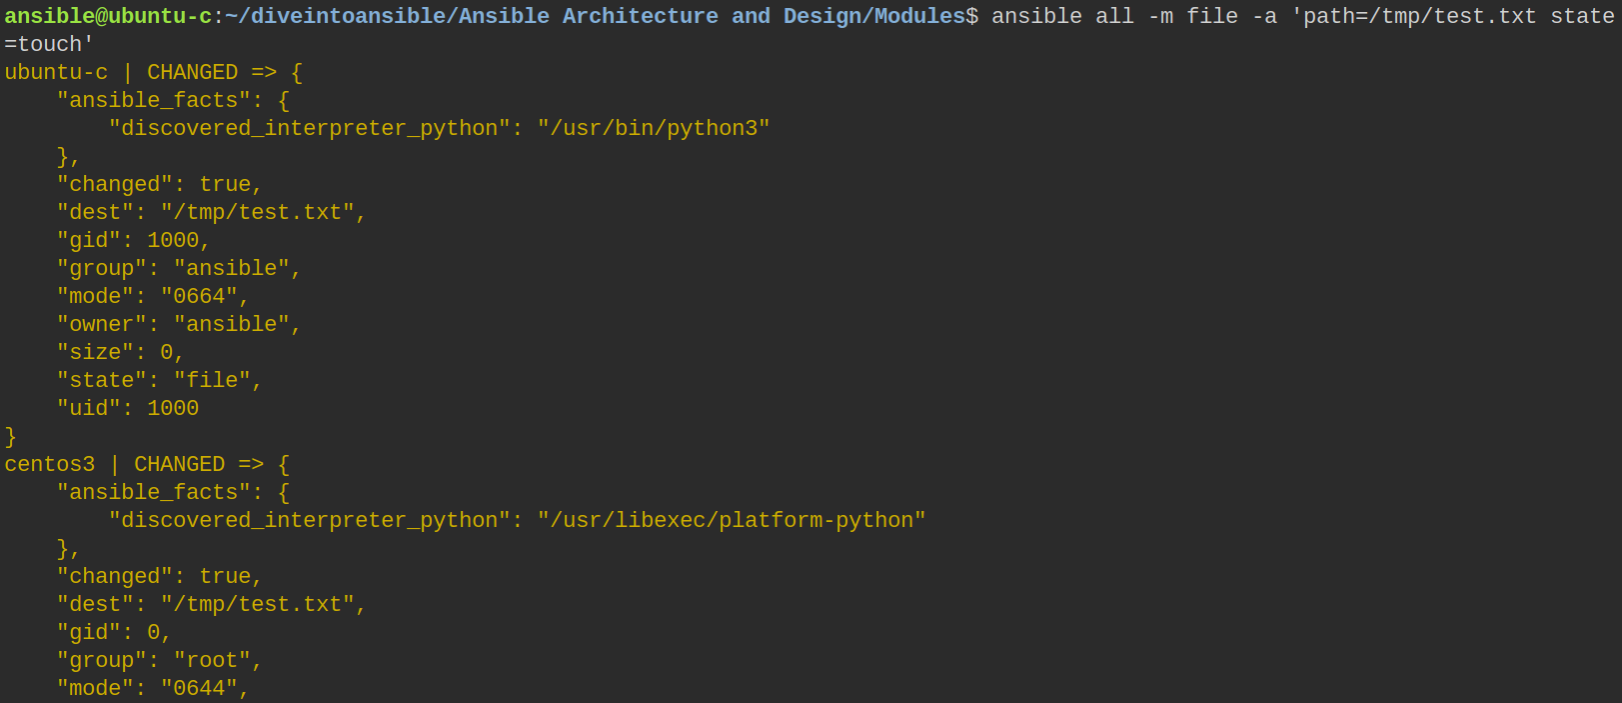 ansible@ubuntu-c:~/diveintoansible/Ansible Architecture and Design/Modules$ ansible all -m file -a 'path=/tmp/test.txt state
=touch'
ubuntu-c | CHANGED => {
    "ansible_facts": {
        "discovered_interpreter_python": "/usr/bin/python3"
    },
    "changed": true,
    "dest": "/tmp/test.txt",
    "gid": 1000,
    "group": "ansible",
    "mode": "0664",
    "owner": "ansible",
    "size": 0,
    "state": "file",
    "uid": 1000
}
centos3 | CHANGED => {
    "ansible_facts": {
        "discovered_interpreter_python": "/usr/libexec/platform-python"
    },
    "changed": true,
    "dest": "/tmp/test.txt",
    "gid": 0,
    "group": "root",
    "mode": "0644",